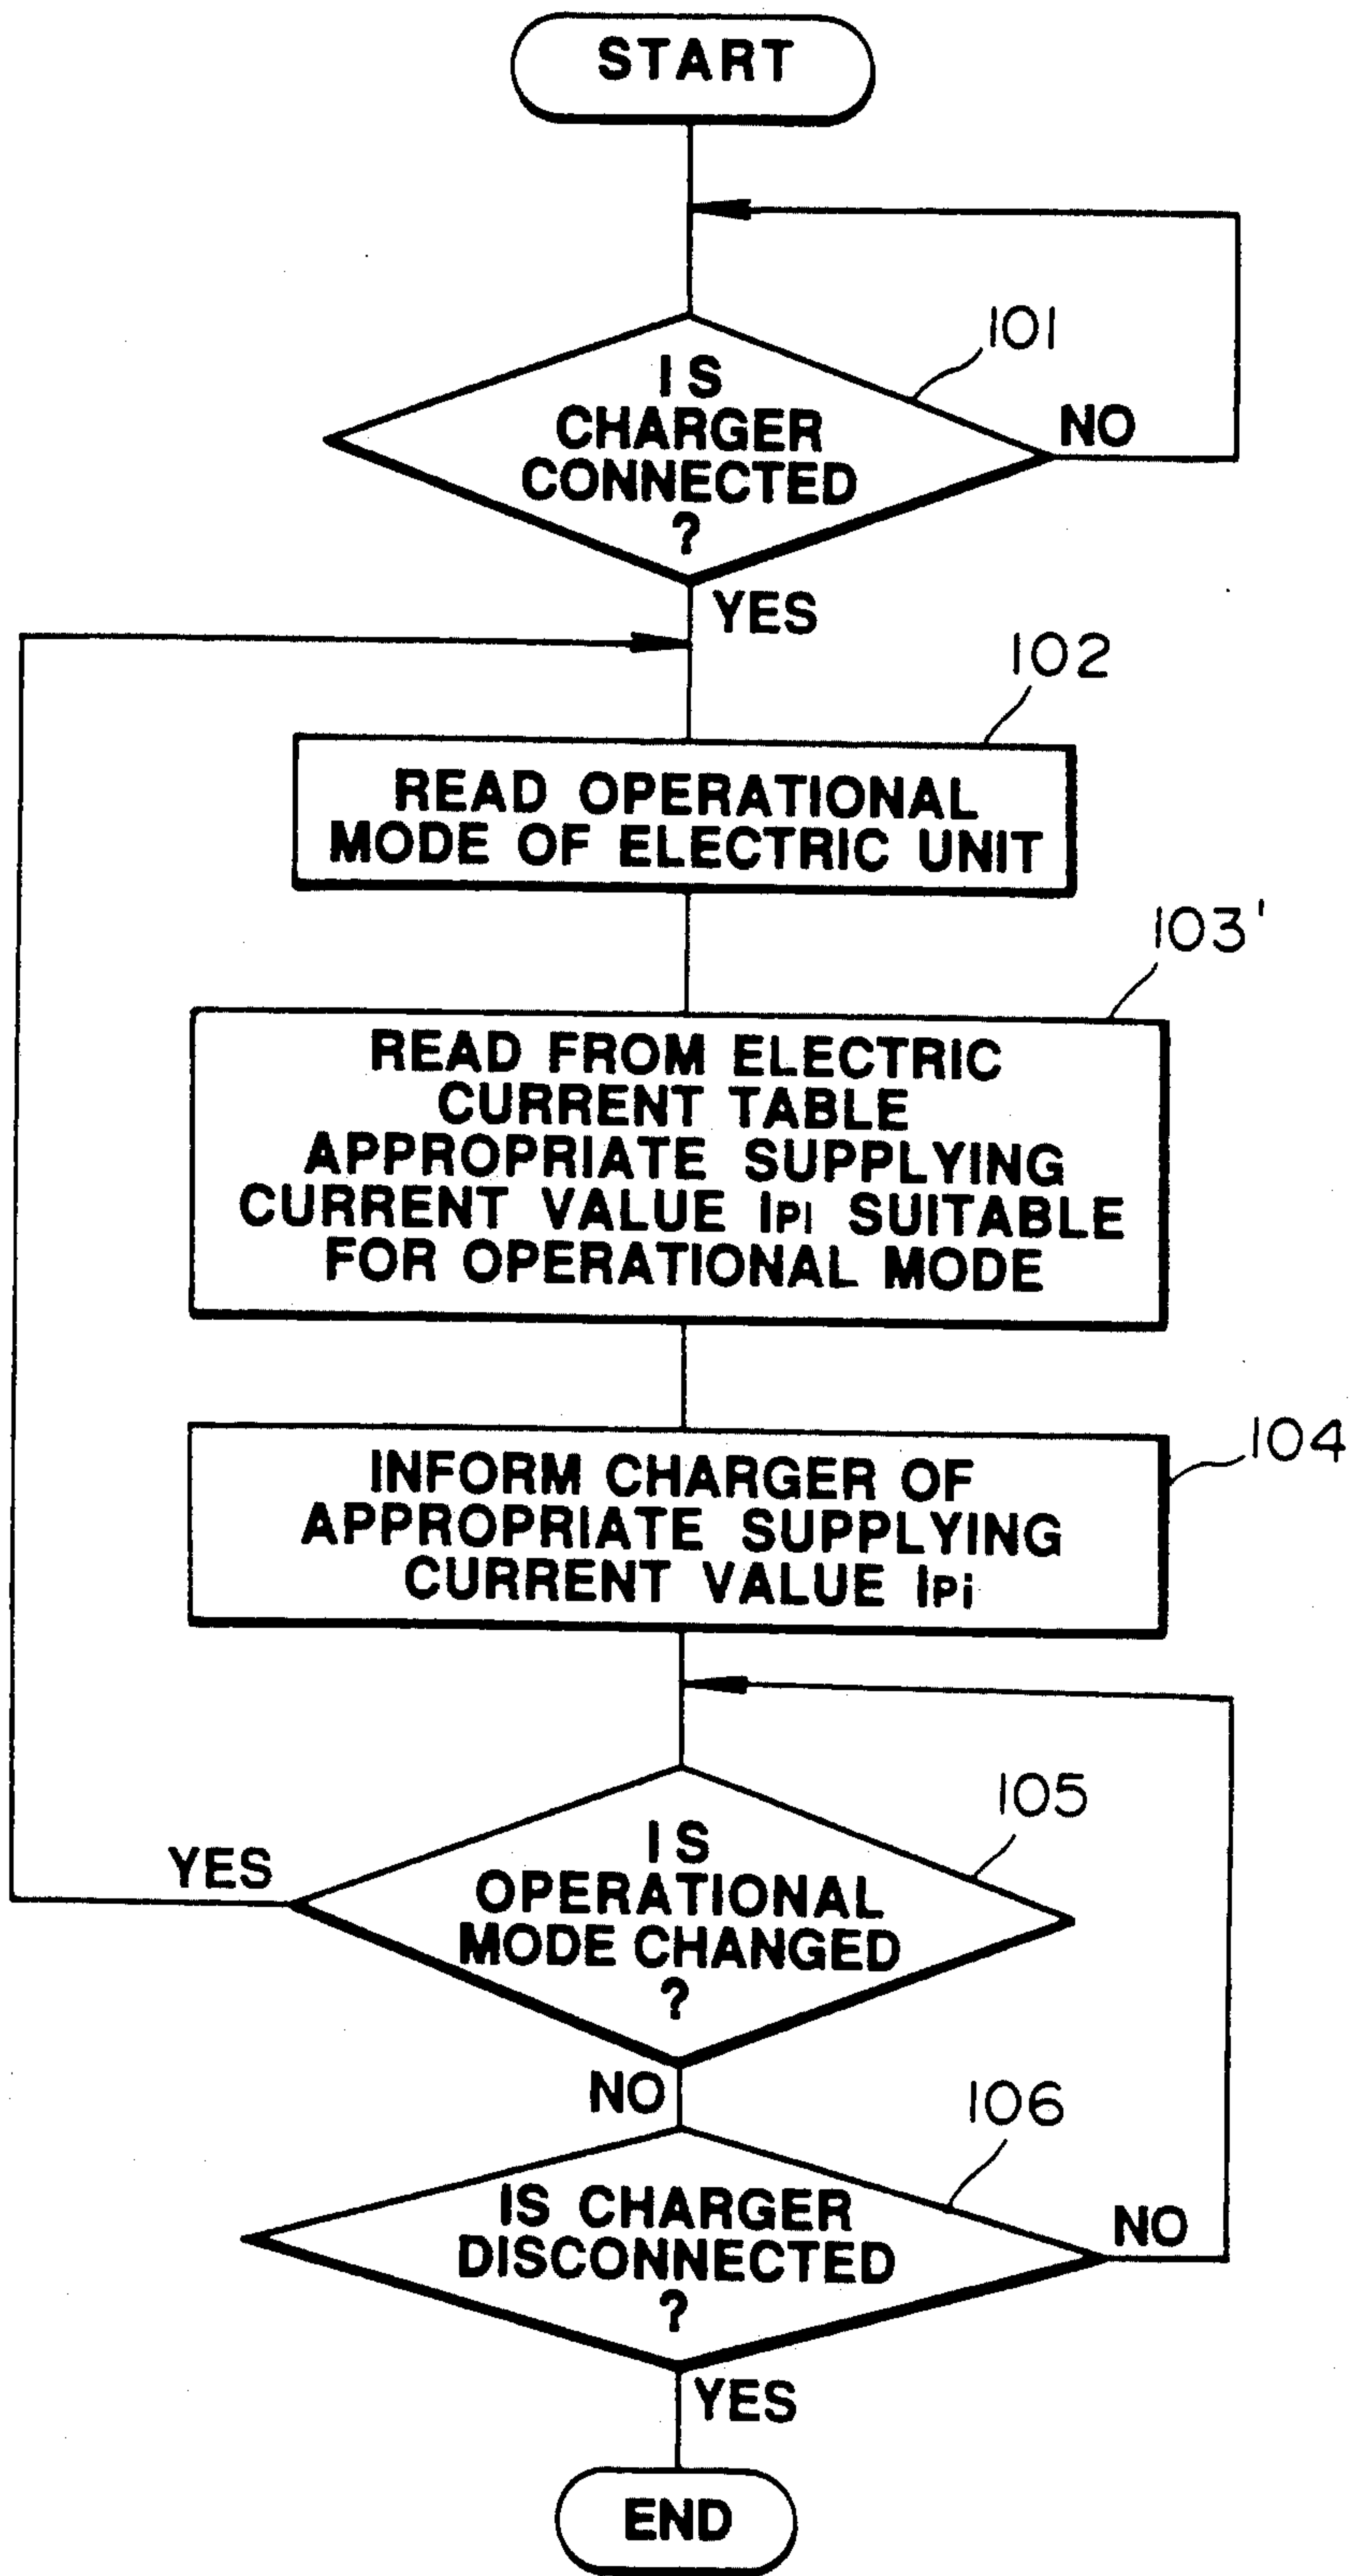 START
101
IS
CHARGER
CONNECTED
?
NO
YES
102
READ OPERATIONAL
MODE OF ELECTRIC UNIT
103'
READ FROM ELECTRIC
CURRENT TABLE
APPROPRIATE SUPPLYING
CURRENT VALUE IPI SUITABLE
FOR OPERATIONAL MODE
104
INFORM CHARGER OF
APPROPRIATE SUPPLYING
CURRENT VALUE IPi
105
YES
IS
OPERATIONAL
MODE CHANGED
?
NO
106
IS CHARGER
DISCONNECTED
?
NO
YES
END